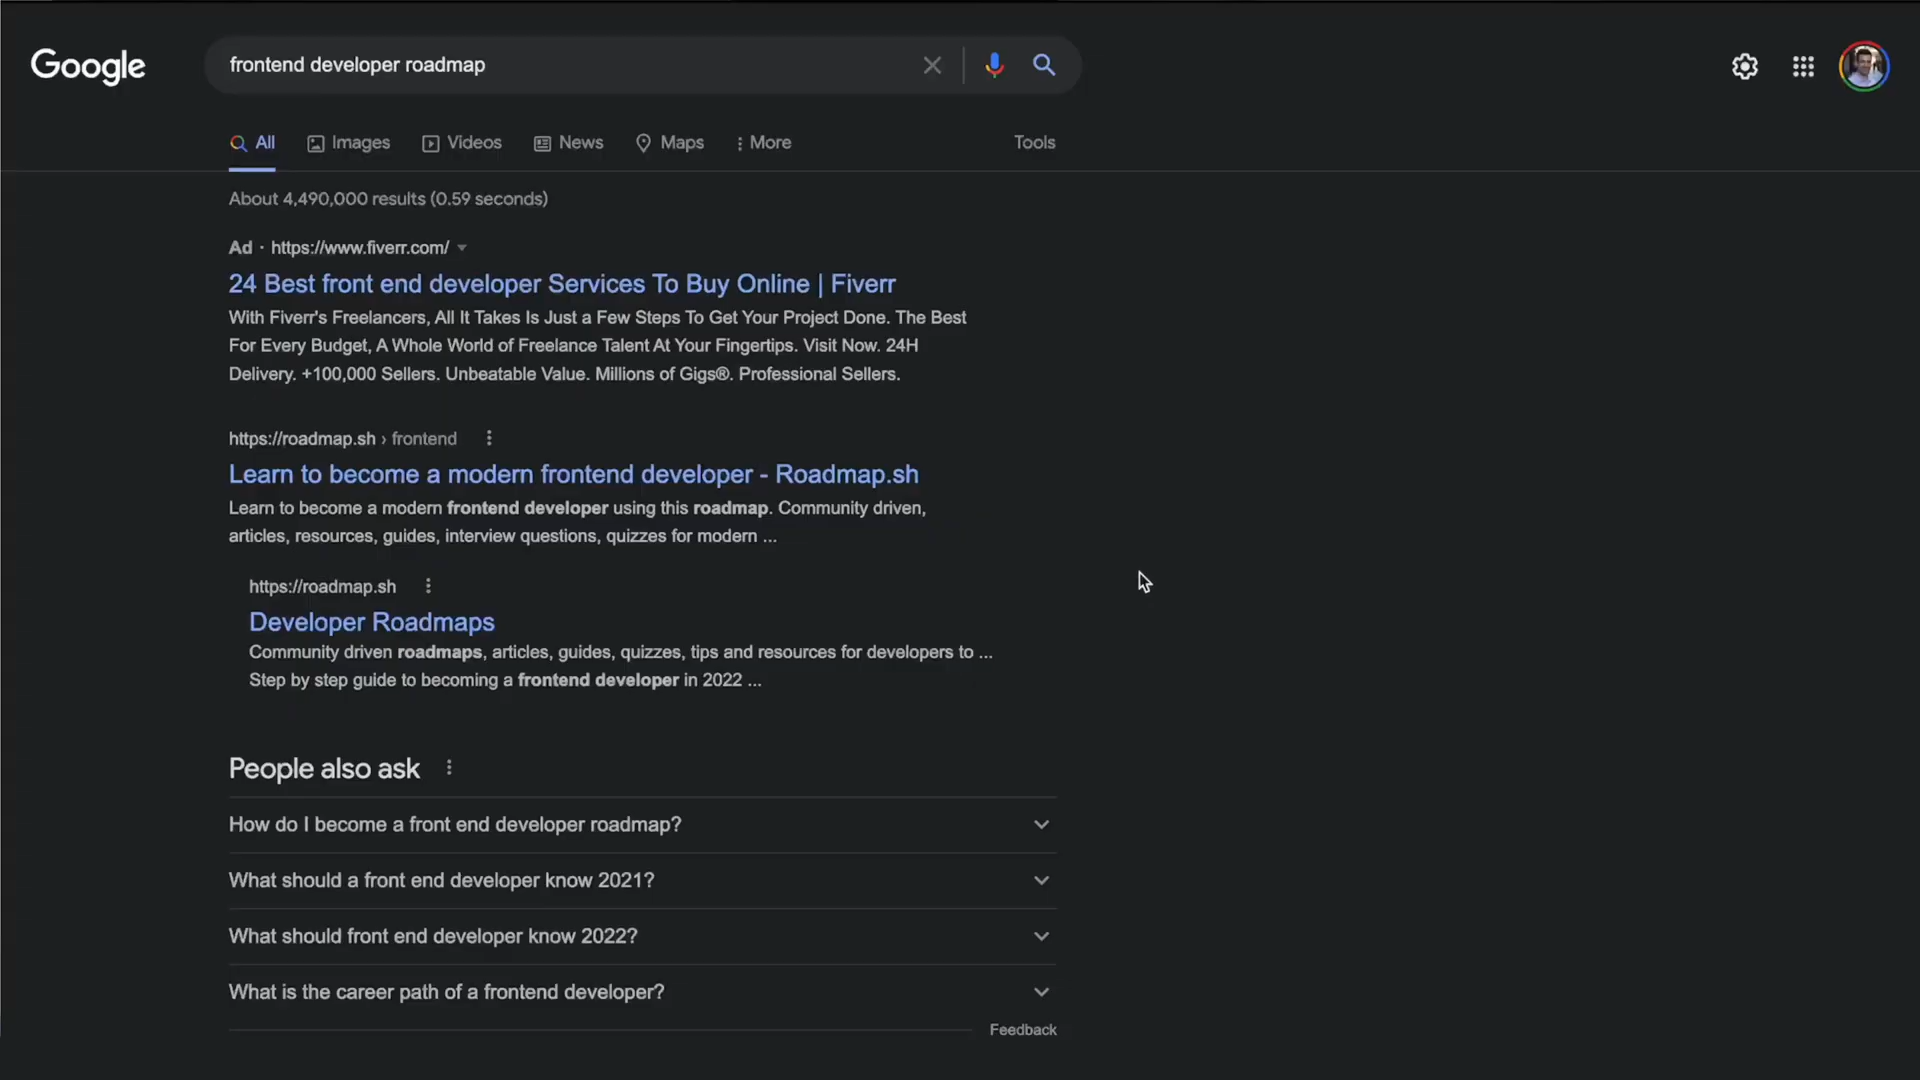 Google
frontend developer roadmap
All
Images
Videos
News
Maps
More
Tools
About 4,490,000 results (0.59 seconds)
Ad · https://www.fiverr.com/
24 Best front end developer Services To Buy Online | Fiverr
With Fiverr's Freelancers, All It Takes Is Just a Few Steps To Get Your Project Done. The Best
For Every Budget, A Whole World of Freelance Talent At Your Fingertips. Visit Now. 24H
Delivery. +100,000 Sellers. Unbeatable Value. Millions of Gigs®. Professional Sellers.
https://roadmap.sh › frontend
Learn to become a modern frontend developer - Roadmap.sh
Learn to become a modern frontend developer using this roadmap. Community driven,
articles, resources, guides, interview questions, quizzes for modern ...
https://roadmap.sh
Developer Roadmaps
Community driven roadmaps, articles, guides, quizzes, tips and resources for developers to ...
Step by step guide to becoming a frontend developer in 2022 ...
People also ask
How do I become a front end developer roadmap?
What should a front end developer know 2021?
What should front end developer know 2022?
What is the career path of a frontend developer?
Feedback